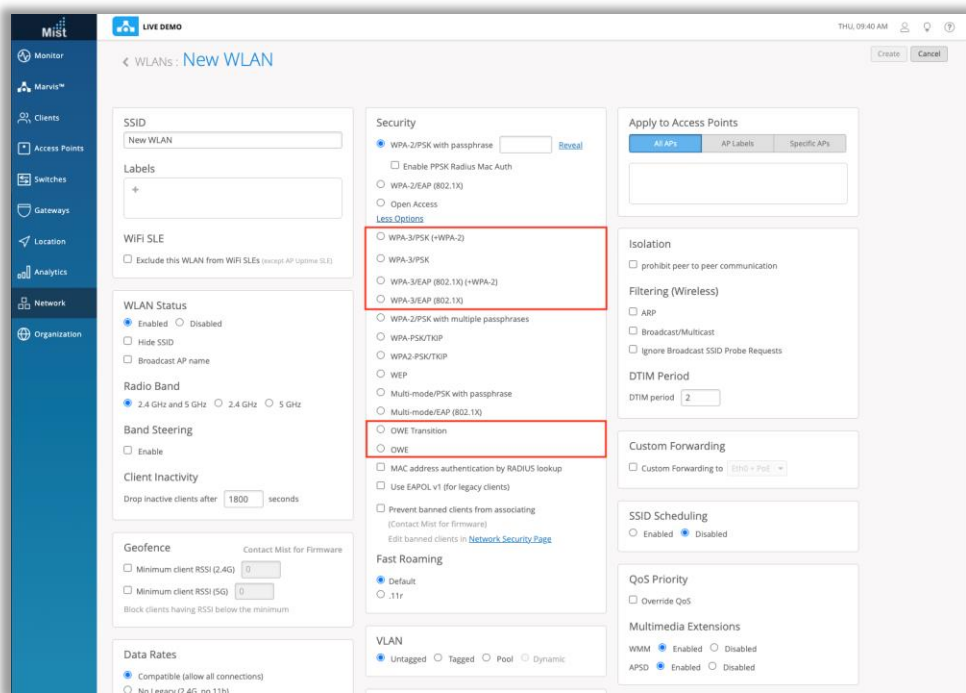 Mist
LIVE DEMO
THU, 09:40 AM
Monitor
Marvis™
Clients
Access Points
Switches
Gateways
Location
Analytics
Network
Organization
WLANs : New WLAN
Create
Cancel
SSID
New WLAN
Labels
+
WiFi SLE
Exclude this WLAN from WiFi SLEs (except AP Uptime SLE)
WLAN Status
Enabled Disabled
Hide SSID
Broadcast AP name
Radio Band
2.4 GHz and 5 GHz 2.4 GHz 5 GHz
Band Steering
Enable
Client Inactivity
Drop inactive clients after 1800 seconds
Geofence Contact Mist for Firmware
Minimum client RSSI (2.4G) 0
Minimum client RSSI (5G) 0
Block clients having RSSI below the minimum
Data Rates
Compatible (allow all connections)
No Legacy (2.4G, no 11b)
Security
WPA-2/PSK with passphrase Reveal
Enable PPSK Radius Mac Auth
WPA-2/EAP (802.1X)
Open Access
Less Options
WPA-3/PSK (+WPA-2)
WPA-3/PSK
WPA-3/EAP (802.1X) (+WPA-2)
WPA-3/EAP (802.1X)
WPA-2/PSK with multiple passphrases
WPA-PSK/TKIP
WPA2-PSK/TKIP
WEP
Multi-mode/PSK with passphrase
Multi-mode/EAP (802.1X)
OWE Transition
OWE
MAC address authentication by RADIUS lookup
Use EAPOL v1 (for legacy clients)
Prevent banned clients from associating
(Contact Mist for firmware)
Edit banned clients in Network Security Page
Fast Roaming
Default
.11r
VLAN
Untagged Tagged Pool Dynamic
Apply to Access Points
All APs AP Labels Specific APs
Isolation
prohibit peer to peer communication
Filtering (Wireless)
ARP
Broadcast/Multicast
Ignore Broadcast SSID Probe Requests
DTIM Period
DTIM period 2
Custom Forwarding
Custom Forwarding to Eth0 + PoE
SSID Scheduling
Enabled Disabled
QoS Priority
Override QoS
Multimedia Extensions
WMM Enabled Disabled
APSD Enabled Disabled